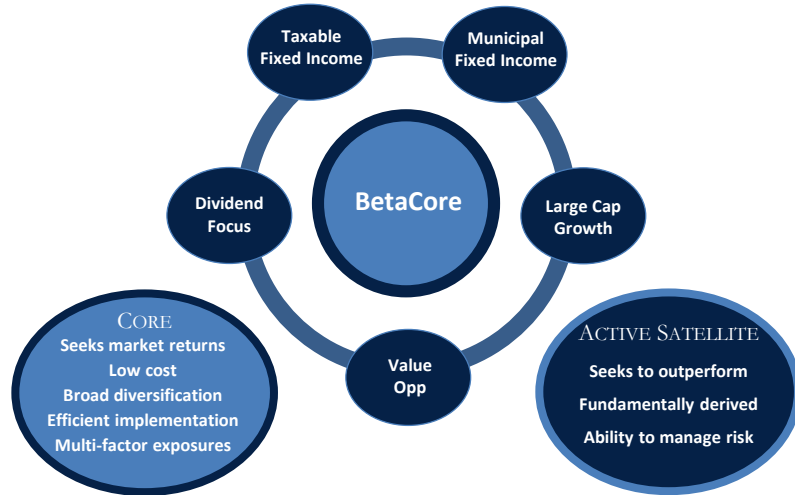 Taxable
Fixed Income
Municipal
Fixed Income
BetaCore
Dividend
Focus
Large Cap
Growth
Value
Opp
CORE
Seeks market returns
Low cost
Broad diversification
Efficient implementation
Multi-factor exposures
ACTIVE SATELLITE
Seeks to outperform
Fundamentally derived
Ability to manage risk